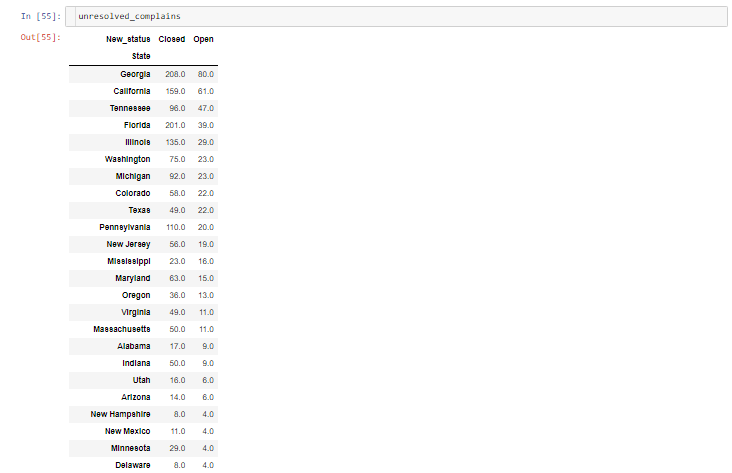 In [55]: unresolved_complains
Out[55]:
New_status Closed Open
State
Georgia 208.0 80.0
California 159.0 61.0
Tennessee 96.0 47.0
Florida 201.0 39.0
Illinois 135.0 29.0
Washington 75.0 23.0
Michigan 92.0 23.0
Colorado 58.0 22.0
Texas 49.0 22.0
Pennsylvania 110.0 20.0
New Jersey 56.0 19.0
Mississippi 23.0 16.0
Maryland 63.0 15.0
Oregon 36.0 13.0
Virginia 49.0 11.0
Massachusetts 50.0 11.0
Alabama 17.0 9.0
Indiana 50.0 9.0
Utah 16.0 6.0
Arizona 14.0 6.0
New Hampshire 8.0 4.0
New Mexico 11.0 4.0
Minnesota 29.0 4.0
Delaware 8.0 4.0